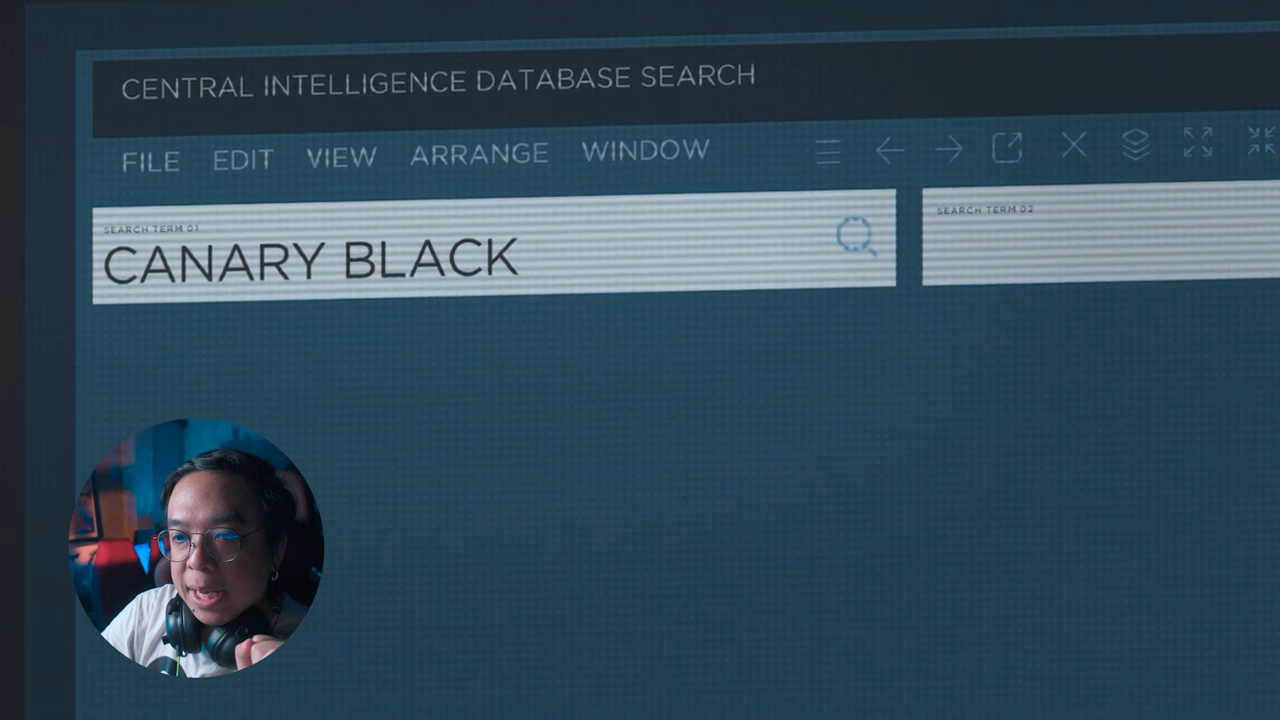 CENTRAL INTELLIGENCE DATABASE SEARCH
FILE EDIT VIEW ARRANGE WINDOW
SEARCH TERM 01
CANARY BLACK
SEARCH TERM 02